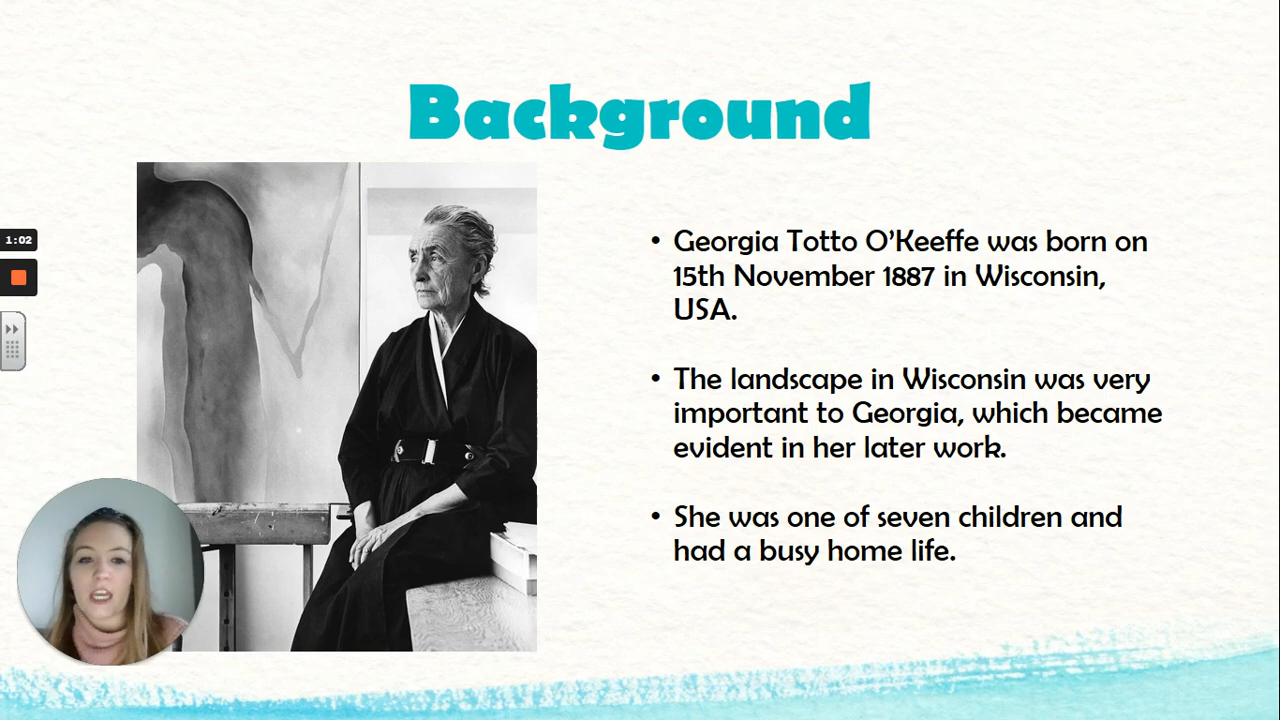 Background
1:02
• Georgia Totto O’Keeffe was born on
15th November 1887 in Wisconsin,
USA.
• The landscape in Wisconsin was very
important to Georgia, which became
evident in her later work.
• She was one of seven children and
had a busy home life.